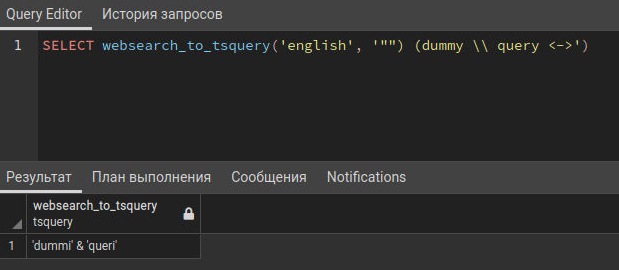 Query Editor История запросов
1 SELECT websearch_to_tsquery('english', '"") (dummy \\ query <->')
Результат План выполнения Сообщения Notifications
websearch_to_tsquery
tsquery
1 'dummi' & 'queri'